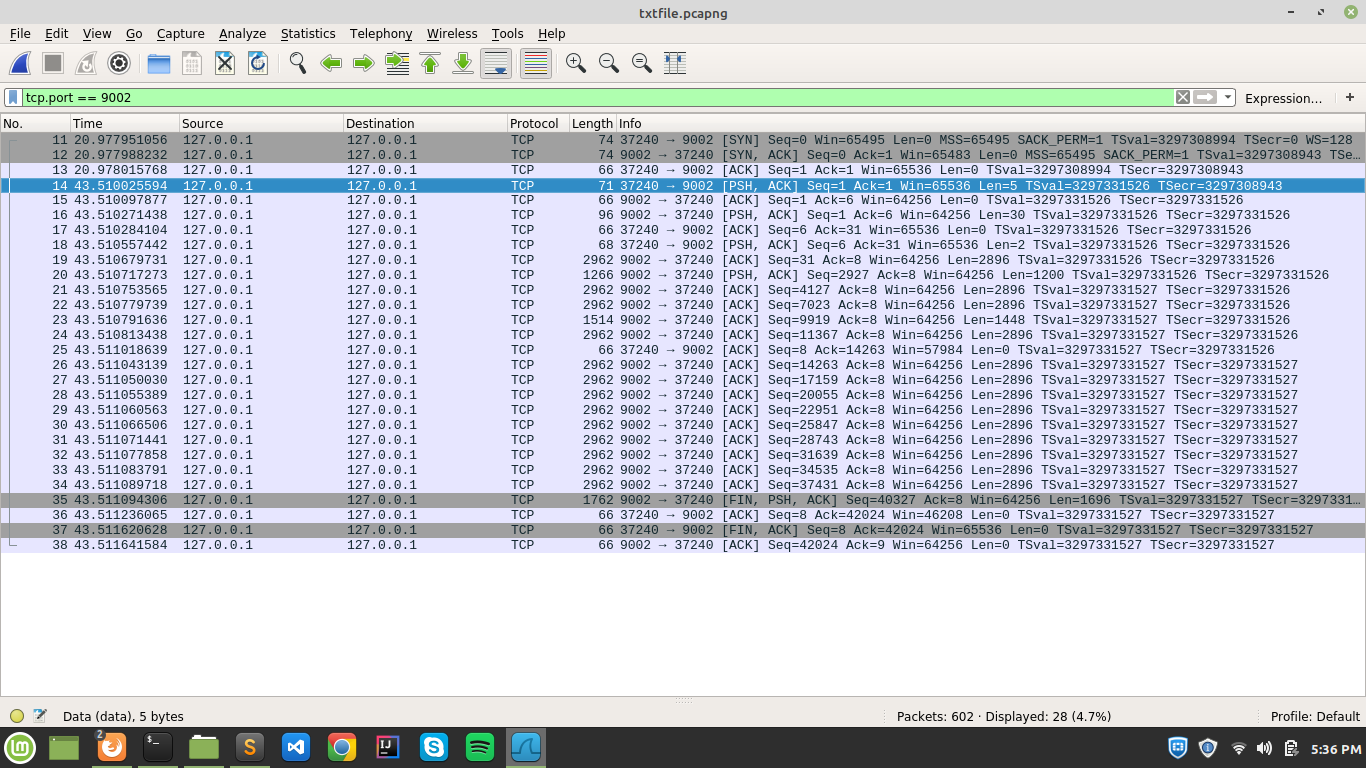 txtfile.pcapng
File Edit View Go Capture Analyze Statistics Telephony Wireless Tools Help
tcp.port == 9002
Expression…
No. Time Source Destination Protocol Length Info
11 20.977951056 127.0.0.1 127.0.0.1 TCP 74 37240 → 9002 [SYN] Seq=0 Win=65495 Len=0 MSS=65495 SACK_PERM=1 TSval=3297308994 TSecr=0 WS=128
12 20.977988232 127.0.0.1 127.0.0.1 TCP 74 9002 → 37240 [SYN, ACK] Seq=0 Ack=1 Win=65483 Len=0 MSS=65495 SACK_PERM=1 TSval=3297308943 TSe…
13 20.978015768 127.0.0.1 127.0.0.1 TCP 66 37240 → 9002 [ACK] Seq=1 Ack=1 Win=65536 Len=0 TSval=3297308994 TSecr=3297308943
14 43.510025594 127.0.0.1 127.0.0.1 TCP 71 37240 → 9002 [PSH, ACK] Seq=1 Ack=1 Win=65536 Len=5 TSval=3297331526 TSecr=3297308943
15 43.510097877 127.0.0.1 127.0.0.1 TCP 66 9002 → 37240 [ACK] Seq=1 Ack=6 Win=64256 Len=0 TSval=3297331526 TSecr=3297331526
16 43.510271438 127.0.0.1 127.0.0.1 TCP 96 9002 → 37240 [PSH, ACK] Seq=1 Ack=6 Win=64256 Len=30 TSval=3297331526 TSecr=3297331526
17 43.510284104 127.0.0.1 127.0.0.1 TCP 66 37240 → 9002 [ACK] Seq=6 Ack=31 Win=65536 Len=0 TSval=3297331526 TSecr=3297331526
18 43.510557442 127.0.0.1 127.0.0.1 TCP 68 37240 → 9002 [PSH, ACK] Seq=6 Ack=31 Win=65536 Len=2 TSval=3297331526 TSecr=3297331526
19 43.510679731 127.0.0.1 127.0.0.1 TCP 2962 9002 → 37240 [ACK] Seq=31 Ack=8 Win=64256 Len=2896 TSval=3297331526 TSecr=3297331526
20 43.510717273 127.0.0.1 127.0.0.1 TCP 1266 9002 → 37240 [PSH, ACK] Seq=2927 Ack=8 Win=64256 Len=1200 TSval=3297331526 TSecr=3297331526
21 43.510753565 127.0.0.1 127.0.0.1 TCP 2962 9002 → 37240 [ACK] Seq=4127 Ack=8 Win=64256 Len=2896 TSval=3297331526 TSecr=3297331526
22 43.510779739 127.0.0.1 127.0.0.1 TCP 2962 9002 → 37240 [ACK] Seq=7023 Ack=8 Win=64256 Len=2896 TSval=3297331527 TSecr=3297331526
23 43.510791636 127.0.0.1 127.0.0.1 TCP 1514 9002 → 37240 [ACK] Seq=9919 Ack=8 Win=64256 Len=1448 TSval=3297331527 TSecr=3297331526
24 43.510813438 127.0.0.1 127.0.0.1 TCP 2962 9002 → 37240 [ACK] Seq=11367 Ack=8 Win=64256 Len=2896 TSval=3297331527 TSecr=3297331526
25 43.511018639 127.0.0.1 127.0.0.1 TCP 66 37240 → 9002 [ACK] Seq=8 Ack=14263 Win=57984 Len=0 TSval=3297331527 TSecr=3297331526
26 43.511043139 127.0.0.1 127.0.0.1 TCP 2962 9002 → 37240 [ACK] Seq=14263 Ack=8 Win=64256 Len=2896 TSval=3297331527 TSecr=3297331527
27 43.511050030 127.0.0.1 127.0.0.1 TCP 2962 9002 → 37240 [ACK] Seq=17159 Ack=8 Win=64256 Len=2896 TSval=3297331527 TSecr=3297331527
28 43.511055389 127.0.0.1 127.0.0.1 TCP 2962 9002 → 37240 [ACK] Seq=20055 Ack=8 Win=64256 Len=2896 TSval=3297331527 TSecr=3297331527
29 43.511060563 127.0.0.1 127.0.0.1 TCP 2962 9002 → 37240 [ACK] Seq=22951 Ack=8 Win=64256 Len=2896 TSval=3297331527 TSecr=3297331527
30 43.511066506 127.0.0.1 127.0.0.1 TCP 2962 9002 → 37240 [ACK] Seq=25847 Ack=8 Win=64256 Len=2896 TSval=3297331527 TSecr=3297331527
31 43.511071441 127.0.0.1 127.0.0.1 TCP 2962 9002 → 37240 [ACK] Seq=28743 Ack=8 Win=64256 Len=2896 TSval=3297331527 TSecr=3297331527
32 43.511077858 127.0.0.1 127.0.0.1 TCP 2962 9002 → 37240 [ACK] Seq=31639 Ack=8 Win=64256 Len=2896 TSval=3297331527 TSecr=3297331527
33 43.511083791 127.0.0.1 127.0.0.1 TCP 2962 9002 → 37240 [ACK] Seq=34535 Ack=8 Win=64256 Len=2896 TSval=3297331527 TSecr=3297331527
34 43.511089718 127.0.0.1 127.0.0.1 TCP 2962 9002 → 37240 [ACK] Seq=37431 Ack=8 Win=64256 Len=2896 TSval=3297331527 TSecr=3297331527
35 43.511094306 127.0.0.1 127.0.0.1 TCP 1762 9002 → 37240 [FIN, PSH, ACK] Seq=40327 Ack=8 Win=64256 Len=1696 TSval=3297331527 TSecr=3297331…
36 43.511236065 127.0.0.1 127.0.0.1 TCP 66 37240 → 9002 [ACK] Seq=8 Ack=42024 Win=46208 Len=0 TSval=3297331527 TSecr=3297331527
37 43.511620628 127.0.0.1 127.0.0.1 TCP 66 37240 → 9002 [FIN, ACK] Seq=8 Ack=42024 Win=65536 Len=0 TSval=3297331527 TSecr=3297331527
38 43.511641584 127.0.0.1 127.0.0.1 TCP 66 9002 → 37240 [ACK] Seq=42024 Ack=9 Win=64256 Len=0 TSval=3297331527 TSecr=3297331527
Data (data), 5 bytes
Packets: 602 · Displayed: 28 (4.7%)
Profile: Default
2
5:36 PM